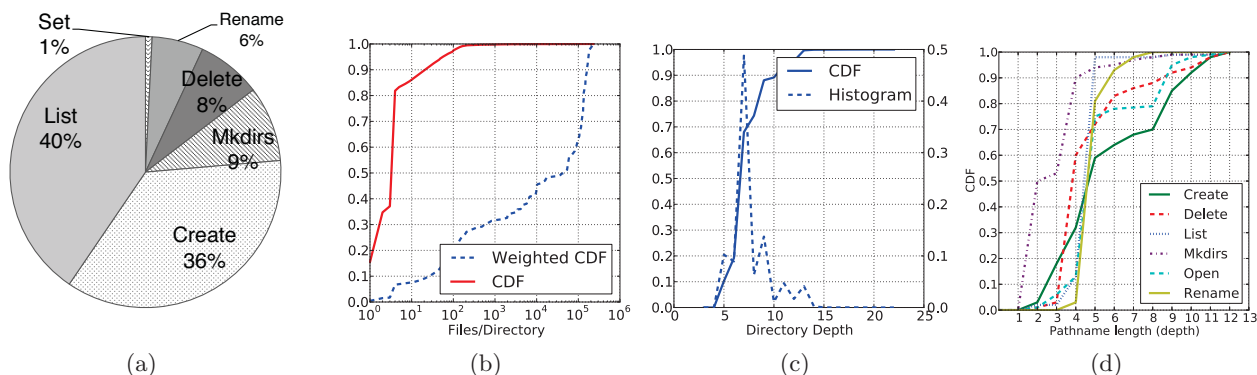 Set
1%
Rename
6%
Delete
8%
Mkdirs
9%
List
40%
Create
36%
(a)
1.0
0.9
0.8
0.7
0.6
0.5
0.4
0.3
0.2
0.1
0.0
Weighted CDF
CDF
10^0 10^1 10^2 10^3 10^4 10^5 10^6
Files/Directory
(b)
1.0
0.9
0.8
0.7
0.6
0.5
0.4
0.3
0.2
0.1
0.0
CDF
Histogram
0.5
0.4
0.3
0.2
0.1
0.0
0 5 10 15 20 25
Directory Depth
(c)
CDF
1.0
0.9
0.8
0.7
0.6
0.5
0.4
0.3
0.2
0.1
0.0
Create
Delete
List
Mkdirs
Open
Rename
1 2 3 4 5 6 7 8 9 10 11 12 13
Pathname length (depth)
(d)